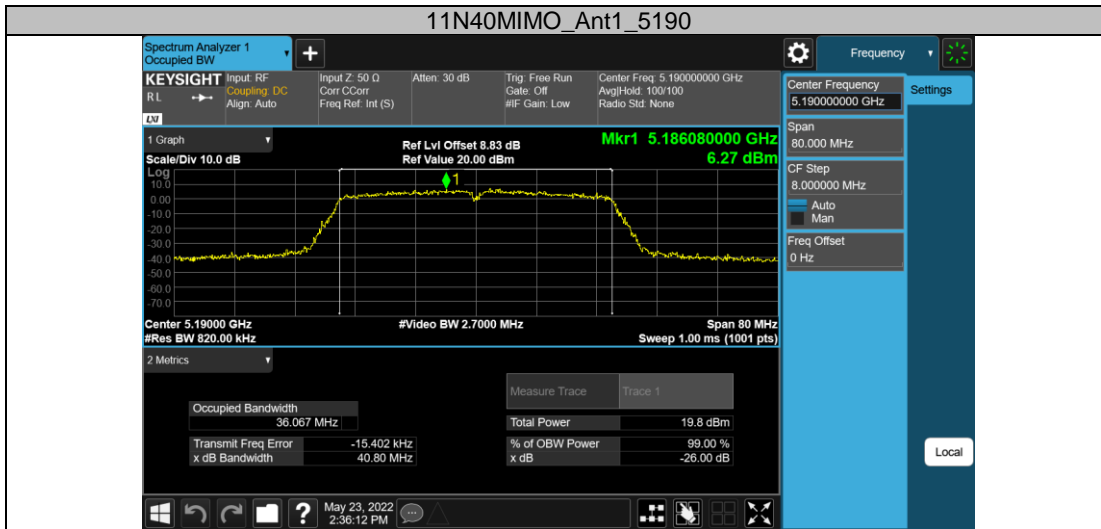 11N40MIMO_Ant1_5190
Spectrum Analyzer 1
Occupied BW
Frequency
KEYSIGHT
RL
LXI
Input: RF
Coupling: DC
Align: Auto
Input Z: 50 Ω
Corr CCorr
Freq Ref: Int (S)
Atten: 30 dB
Trig: Free Run
Gate: Off
#IF Gain: Low
Center Freq: 5.190000000 GHz
Avg|Hold: 100/100
Radio Std: None
Center Frequency
5.190000000 GHz
Settings
Span
80.000 MHz
CF Step
8.000000 MHz
Auto
Man
Freq Offset
0 Hz
1 Graph
Scale/Div 10.0 dB
Ref Lvl Offset 8.83 dB
Ref Value 20.00 dBm
Mkr1 5.186080000 GHz
6.27 dBm
Log
10.0
0.00
-10.0
-20.0
-30.0
-40.0
-50.0
-60.0
-70.0
1
Center 5.19000 GHz
#Res BW 820.00 kHz
#Video BW 2.7000 MHz
Span 80 MHz
Sweep 1.00 ms (1001 pts)
2 Metrics
Measure Trace Trace 1
Occupied Bandwidth
36.067 MHz
Total Power 19.8 dBm
Transmit Freq Error -15.402 kHz
% of OBW Power 99.00 %
x dB Bandwidth 40.80 MHz
x dB -26.00 dB
Local
?
May 23, 2022
2:36:12 PM